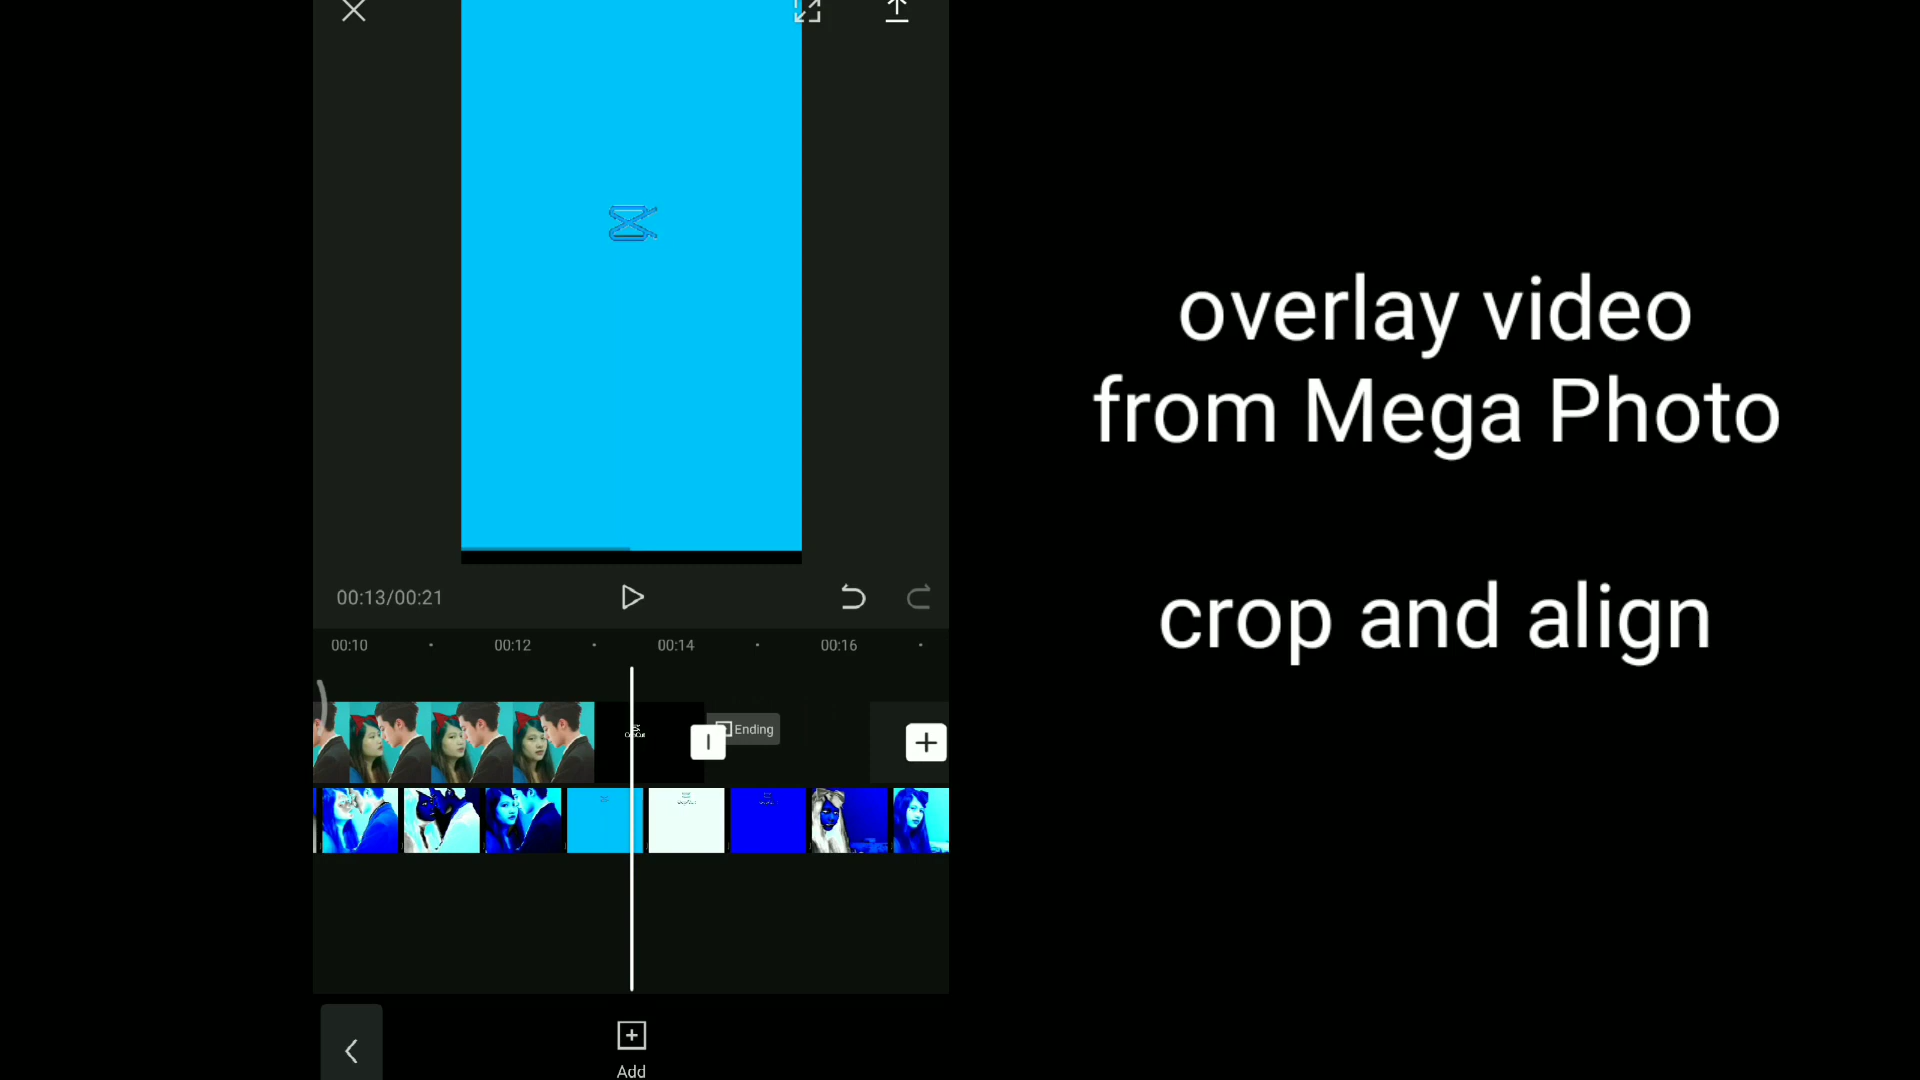 overlay video
from Mega Photo
crop and align
00:13/00:21
00:10
00:12
00:14
00:16
CapCut
Ending
Add